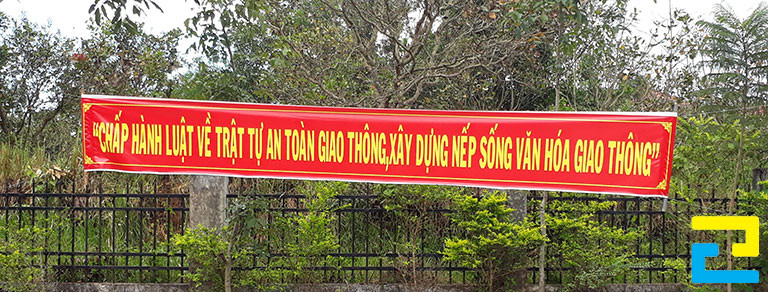 “CHẤP HÀNH LUẬT VỀ TRẬT TỰ AN TOÀN GIAO THÔNG,XÂY DỰNG NẾP SỐNG VĂN HÓA GIAO THÔNG”